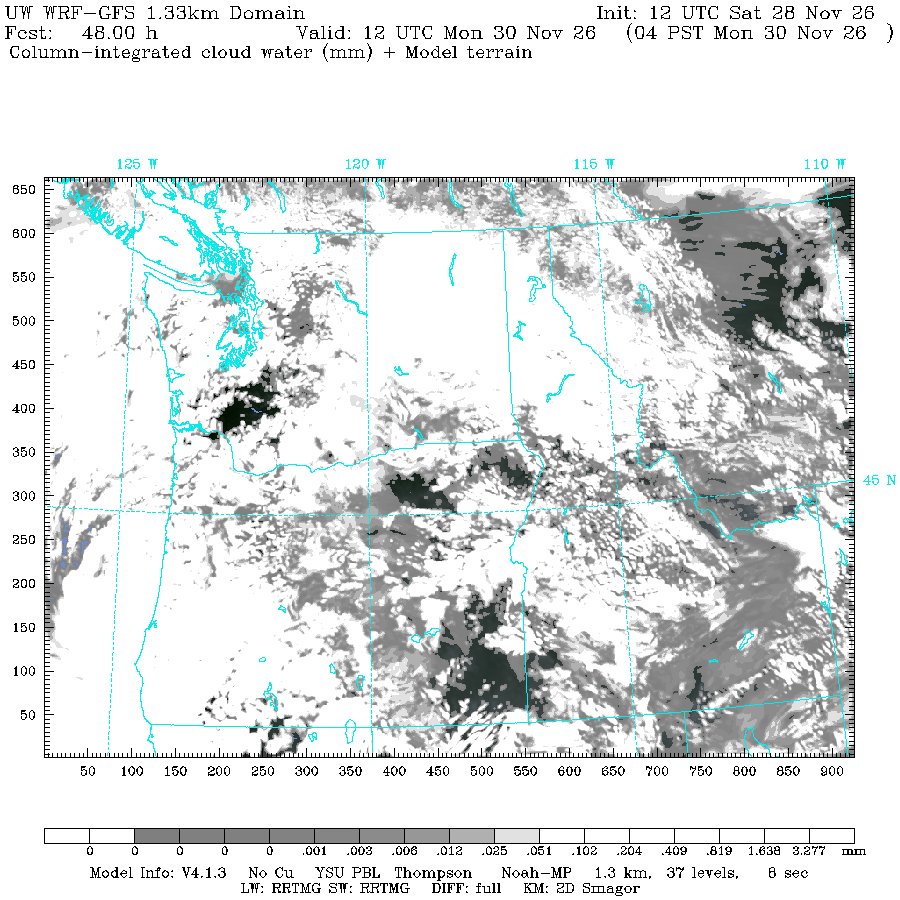 UW WRF-GFS 1.33km Domain Init: 12 UTC Sat 28 Nov 26
Fcst: 48.00 h Valid: 12 UTC Mon 30 Nov 26 (04 PST Mon 30 Nov 26 )
Column-integrated cloud water (mm) + Model terrain
125 W 120 W 115 W 110 W
650
600
550
500
450
400
350
300
250
200
150
100
50
45 N
50 100 150 200 250 300 350 400 450 500 550 600 650 700 750 800 850 900
0 0 0 0 .001 .003 .006 .012 .025 .051 .102 .204 .409 .819 1.638 3.277 mm
Model Info: V4.1.3 No Cu YSU PBL Thompson Noah-MP 1.3 km, 37 levels, 8 sec
LW: RRTMG SW: RRTMG DIFF: full KM: 2D Smagor